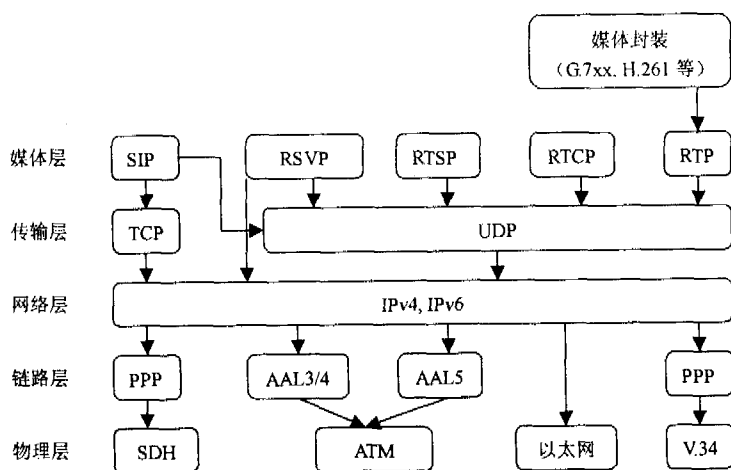 媒体封装
（G.7xx, H.261 等）
媒体层
SIP
RSVP
RTSP
RTCP
RTP
传输层
TCP
UDP
网络层
IPv4, IPv6
链路层
PPP
AAL3/4
AAL5
PPP
物理层
SDH
ATM
以太网
V.34